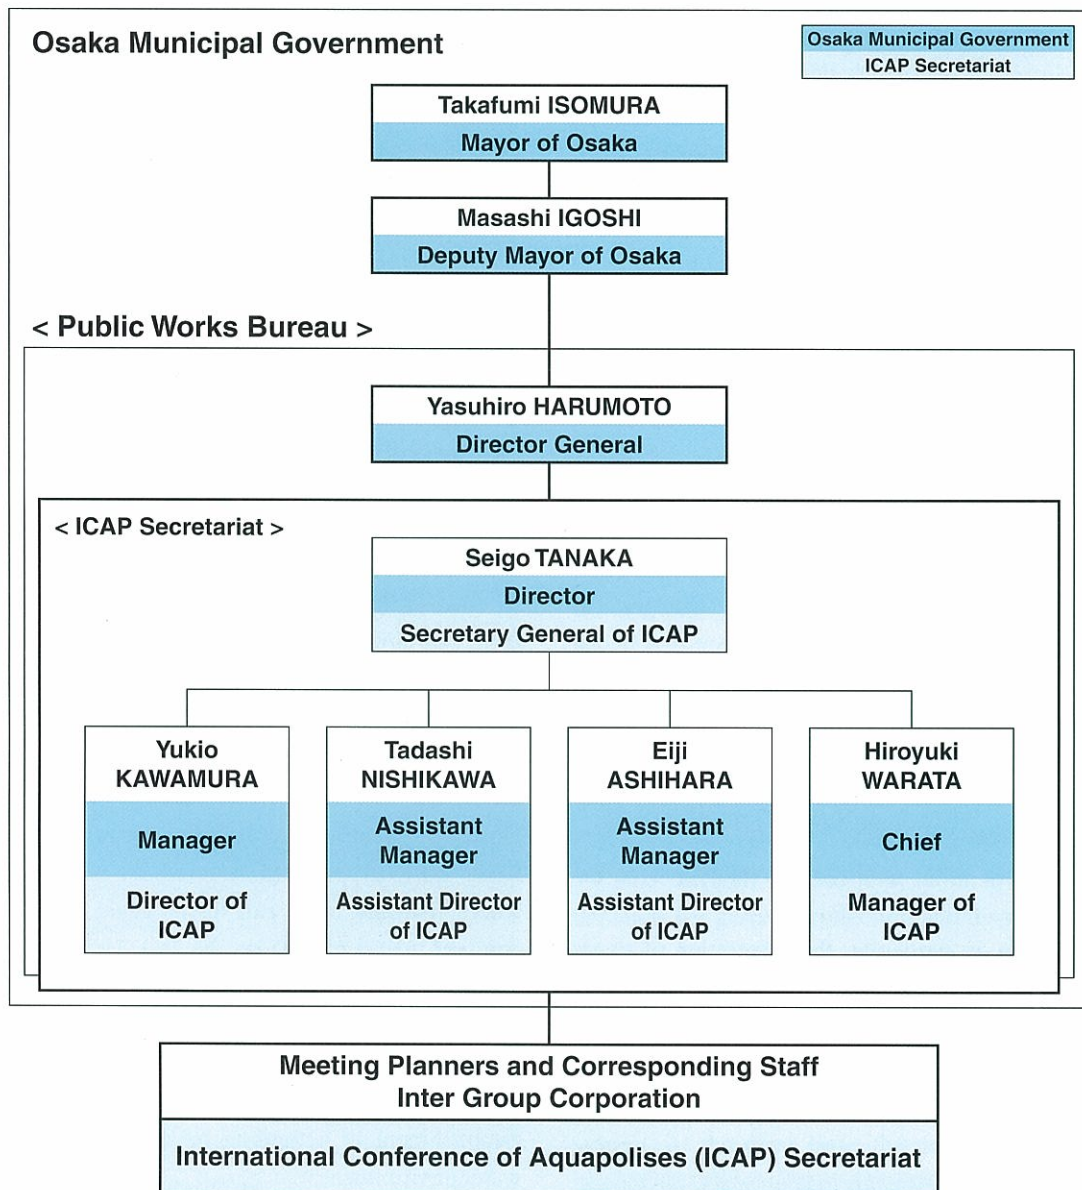 Osaka Municipal Government
Osaka Municipal Government
ICAP Secretariat
Takafumi ISOMURA
Mayor of Osaka
Masashi IGOSHI
Deputy Mayor of Osaka
< Public Works Bureau >
Yasuhiro HARUMOTO
Director General
< ICAP Secretariat >
Seigo TANAKA
Director
Secretary General of ICAP
Yukio
KAWAMURA
Manager
Director of
ICAP
Tadashi
NISHIKAWA
Assistant
Manager
Assistant Director
of ICAP
Eiji
ASHIHARA
Assistant
Manager
Assistant Director
of ICAP
Hiroyuki
WARATA
Chief
Manager of
ICAP
Meeting Planners and Corresponding Staff
Inter Group Corporation
International Conference of Aquapolises (ICAP) Secretariat